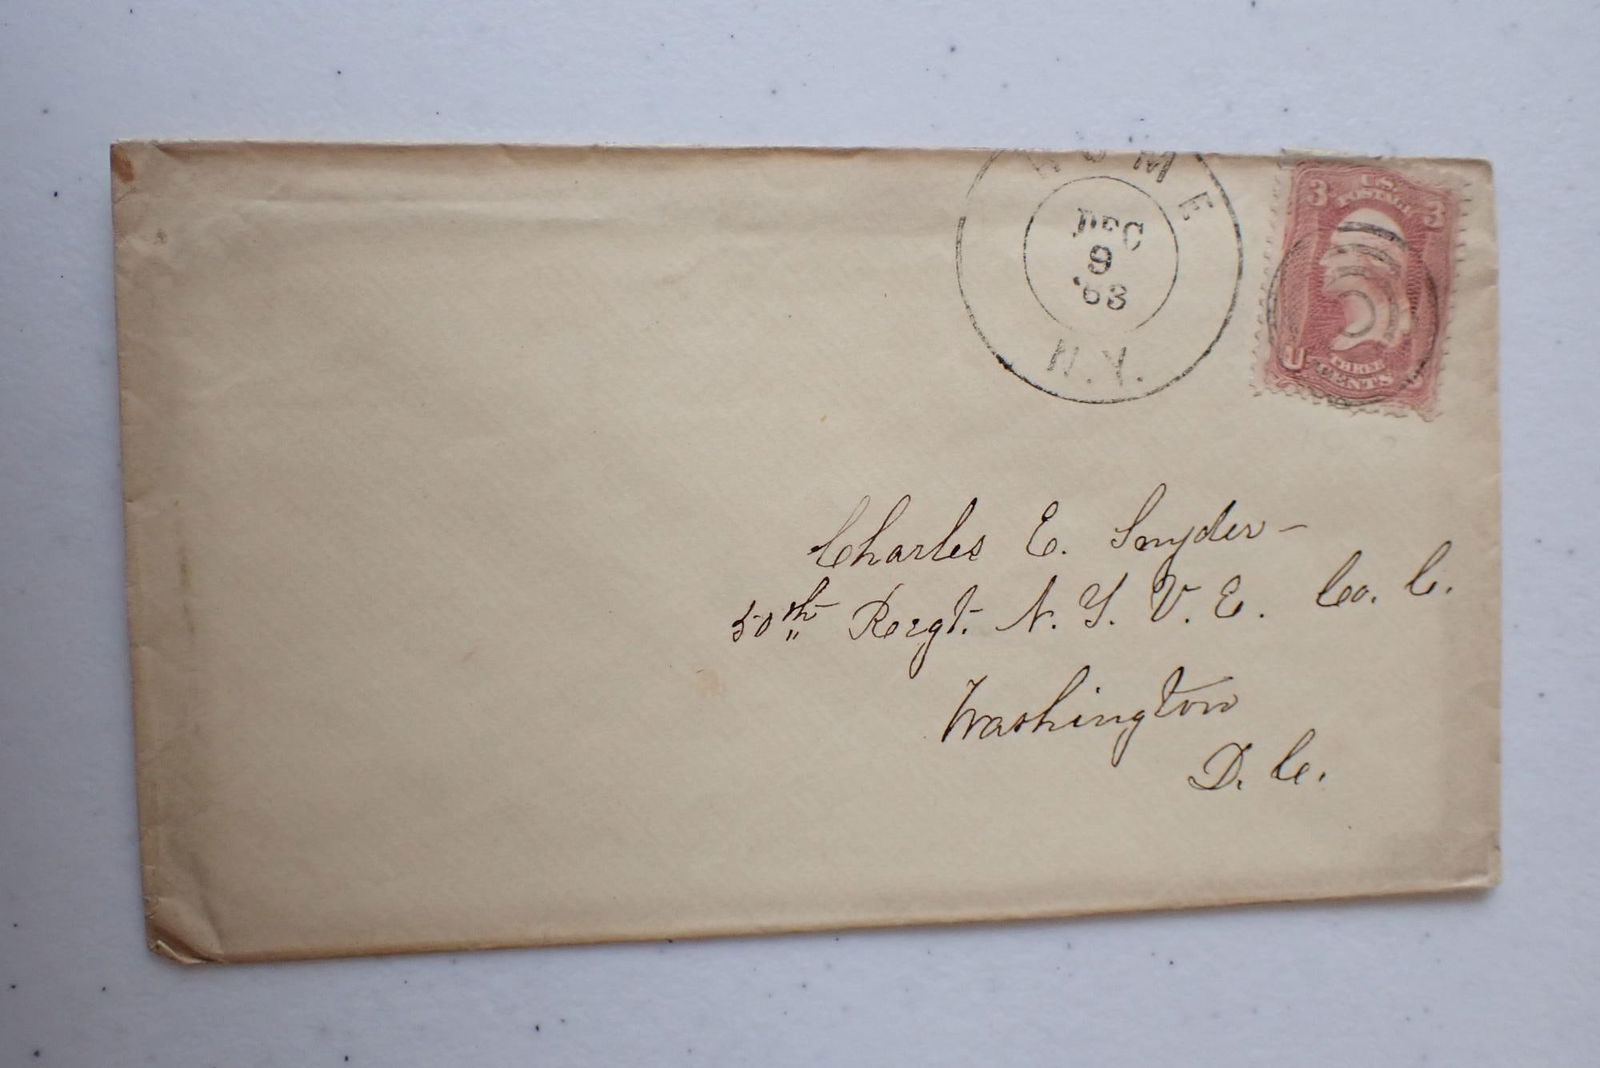 ROME
DEC
9
'63
N.Y.
3 U.S. 3
POSTAGE
U
THREE
CENTS
Charles E. Snyder -
50th Regt. N. Y. V. E. Co. C.
Washington
D. C.